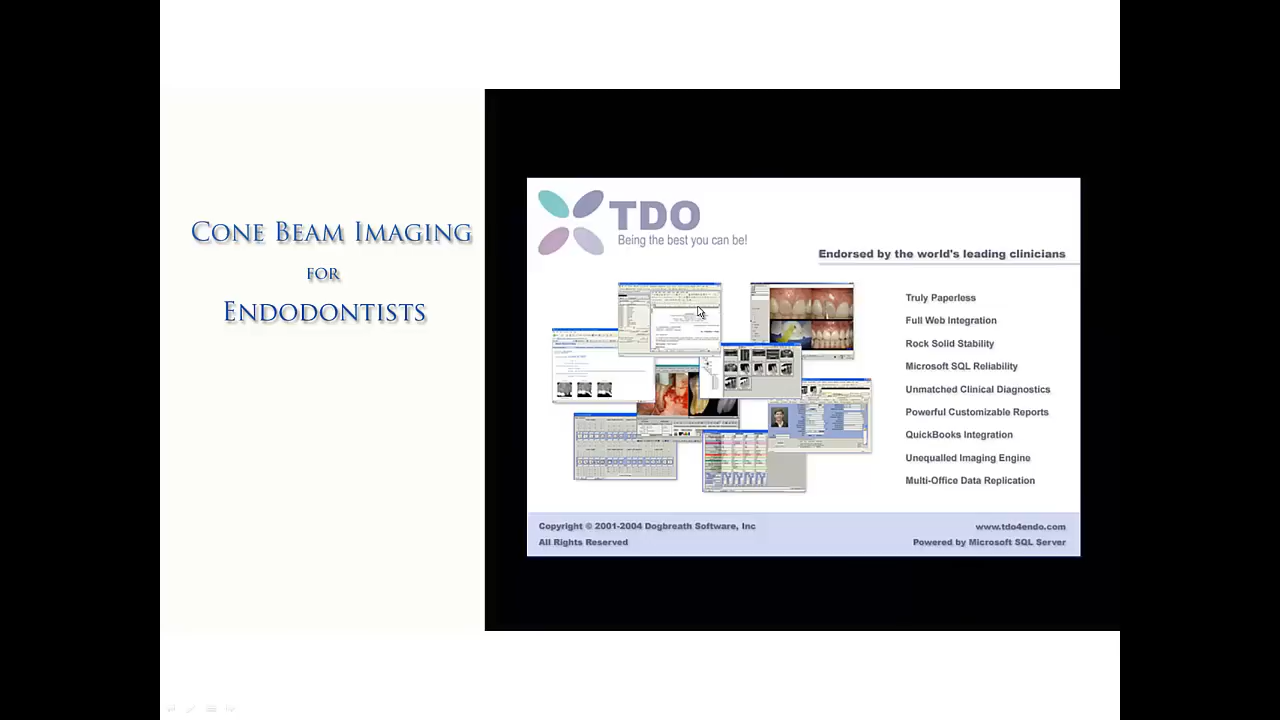 CONE BEAM IMAGING
FOR
ENDODONTISTS
TDO
Being the best you can be!
Endorsed by the world's leading clinicians
Truly Paperless
Full Web Integration
Rock Solid Stability
Microsoft SQL Reliability
Unmatched Clinical Diagnostics
Powerful Customizable Reports
QuickBooks Integration
Unequalled Imaging Engine
Multi-Office Data Replication
Copyright © 2001-2004 Dogbreath Software, Inc
All Rights Reserved
www.tdo4endo.com
Powered by Microsoft SQL Server